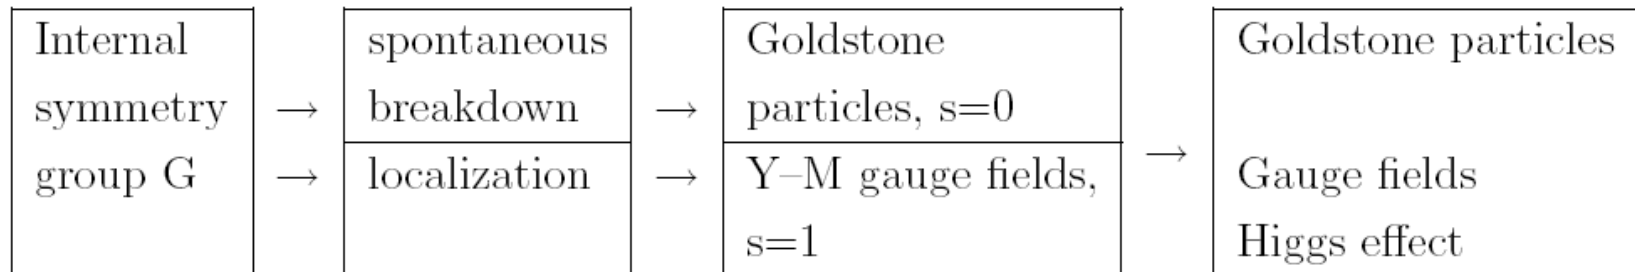 Internal
symmetry
group G
→
→
spontaneous
breakdown
localization
→
→
Goldstone
particles, s=0
Y–M gauge fields,
s=1
→
Goldstone particles
Gauge fields
Higgs effect